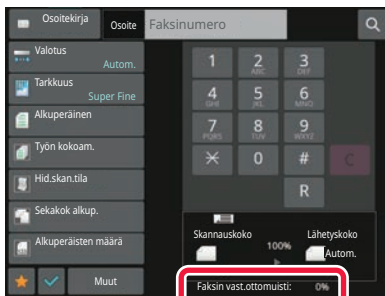 Osoitekirja
Osoite
Faksinumero
Valotus
Autom.
Tarkkuus
Super Fine
Alkuperäinen
Työn kokoam.
Hid.skan.tila
Sekakok alkup.
Alkuperäisten määrä
Muut
1
2
ABC
3
DEF
4
GHI
5
JKL
6
MNO
7
PQRS
8
TUV
9
WXYZ
0
#
C
R
Skannauskoko
100%
Lähetyskoko
Autom.
Faksin vast.ottomuisti: 0%